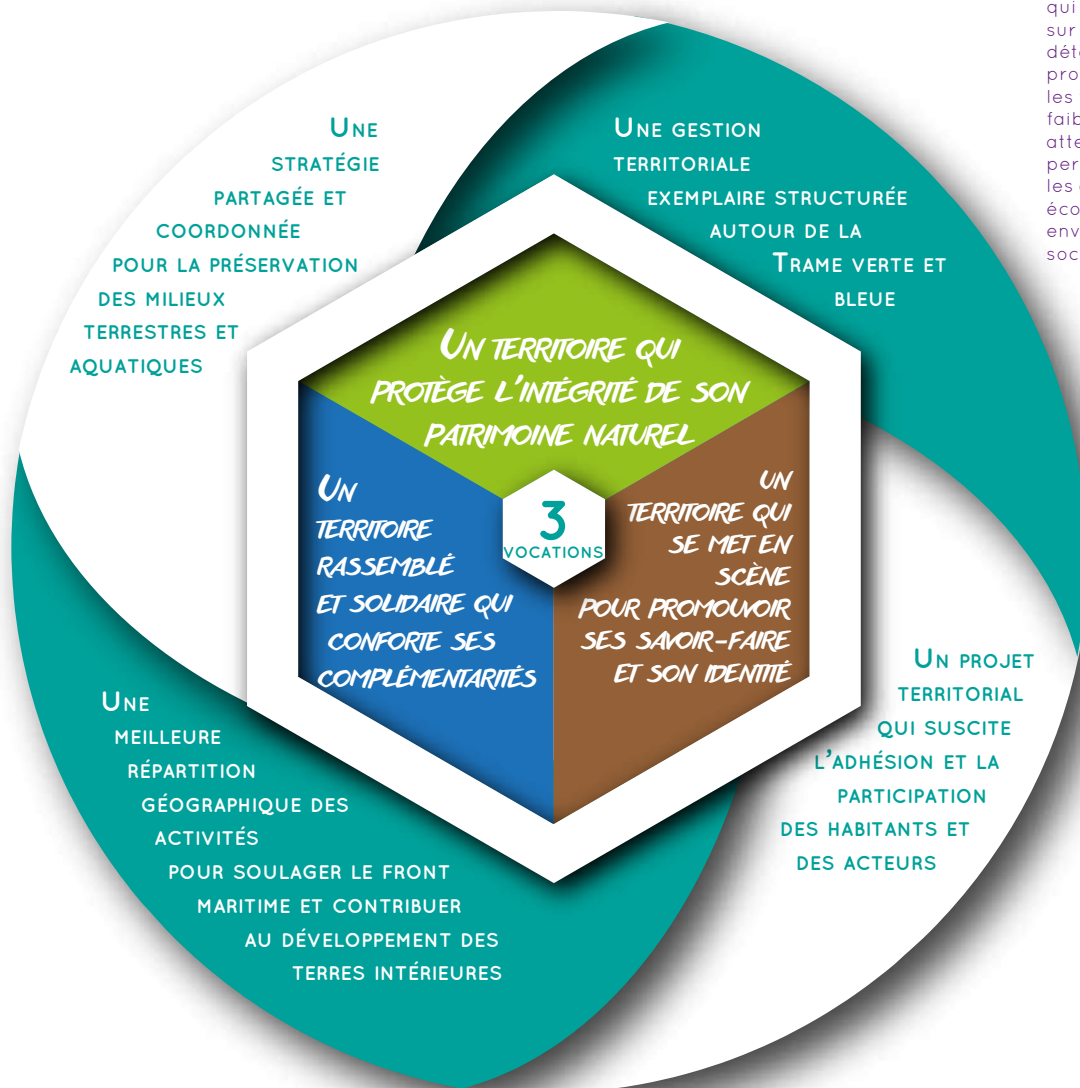 Une
stratégie
partagée et
coordonnée
pour la préservation
des milieux
terrestres et
aquatiques
Une gestion
territoriale
exemplaire structurée
autour de la
Trame verte et
bleue
Un territoire qui
protège l'intégrité de son
patrimoine naturel
Un
territoire
rassemblé
et solidaire qui
conforte ses
complémentarités
3
vocations
un
territoire qui
se met en
scène
pour promouvoir
ses savoir-faire
et son identité
Une
meilleure
répartition
géographique des
activités
pour soulager le front
maritime et contribuer
au développement des
terres intérieures
Un projet
territorial
qui suscite
l'adhésion et la
participation
des habitants et
des acteurs
qui
sur
les
les